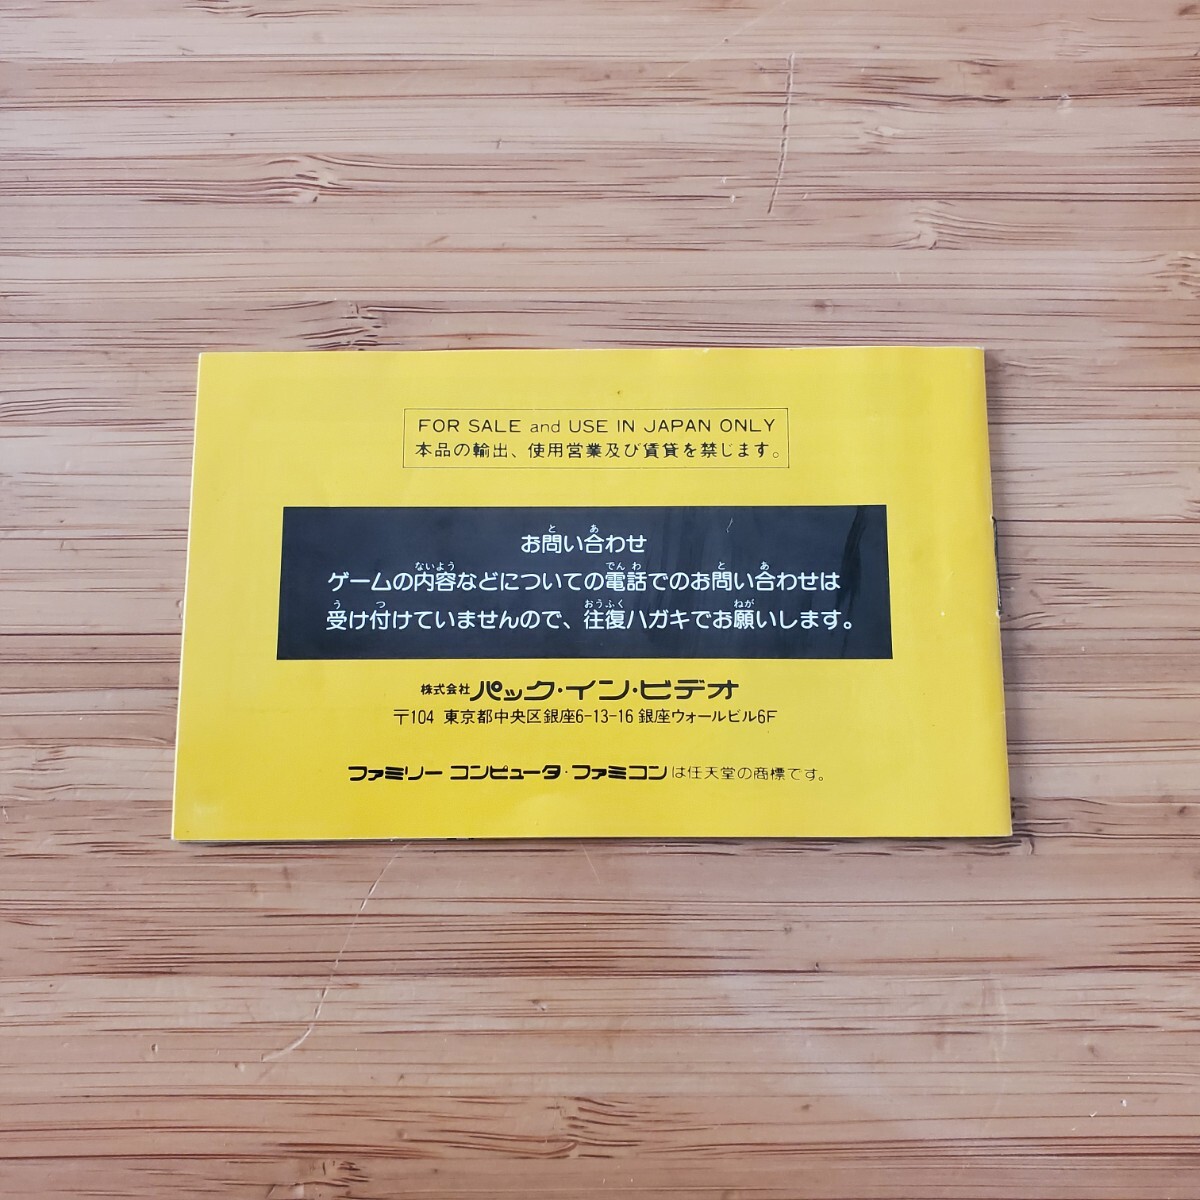 FOR SALE and USE IN JAPAN ONLY
本品の輸出、使用営業及び賃貸を禁じます。
お問い合わせ
ゲームの内容などについての電話でのお問い合わせは
受け付けていませんので、往復ハガキでお願いします。
株式会社 パック・イン・ビデオ
〒104 東京都中央区銀座6-13-16 銀座ウォールビル6F
ファミリー コンピュータ・ファミコンは任天堂の商標です。